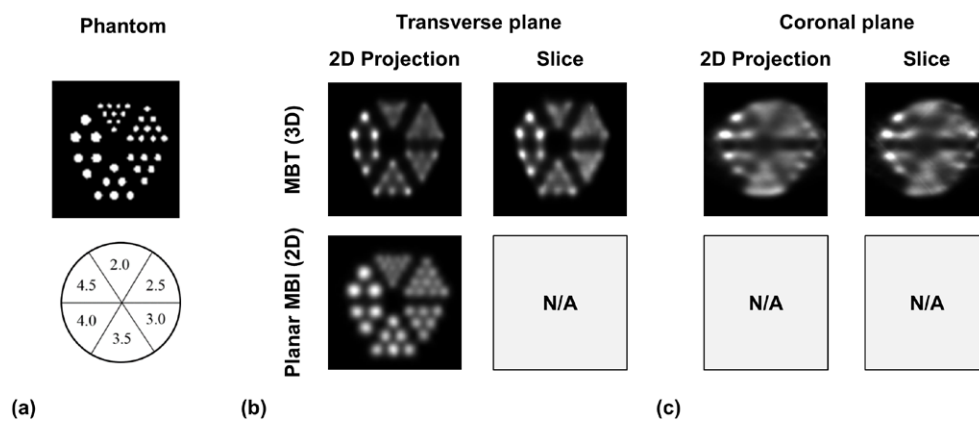 Phantom
Transverse plane
Coronal plane
2D Projection
Slice
2D Projection
Slice
MBT (3D)
Planar MBI (2D)
N/A
N/A
N/A
2.0
4.5
2.5
4.0
3.0
3.5
(a)
(b)
(c)